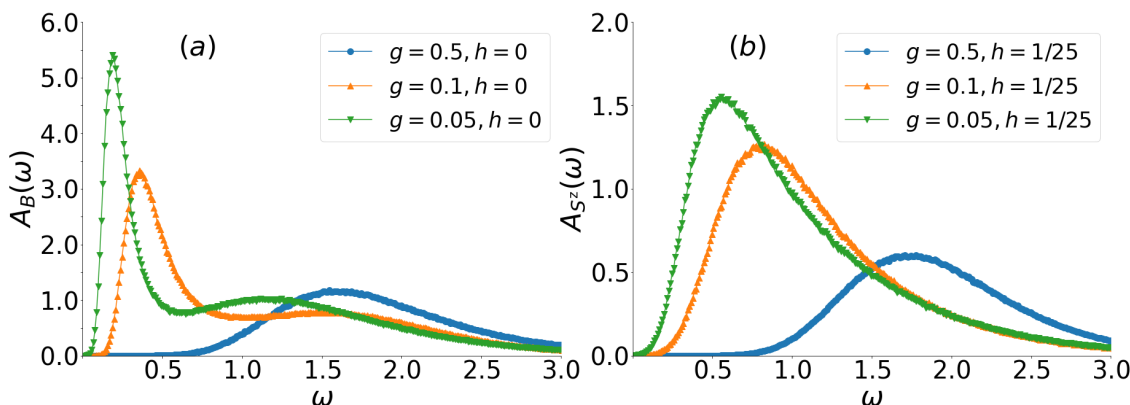 (a)
g = 0.5, h = 0
g = 0.1, h = 0
g = 0.05, h = 0
A_B(ω)
6.0
5.0
4.0
3.0
2.0
1.0
0.0
0.5
1.0
1.5
2.0
2.5
3.0
ω
(b)
g = 0.5, h = 1/25
g = 0.1, h = 1/25
g = 0.05, h = 1/25
A_{S^z}(ω)
2.0
1.5
1.0
0.5
0.0
0.5
1.0
1.5
2.0
2.5
3.0
ω